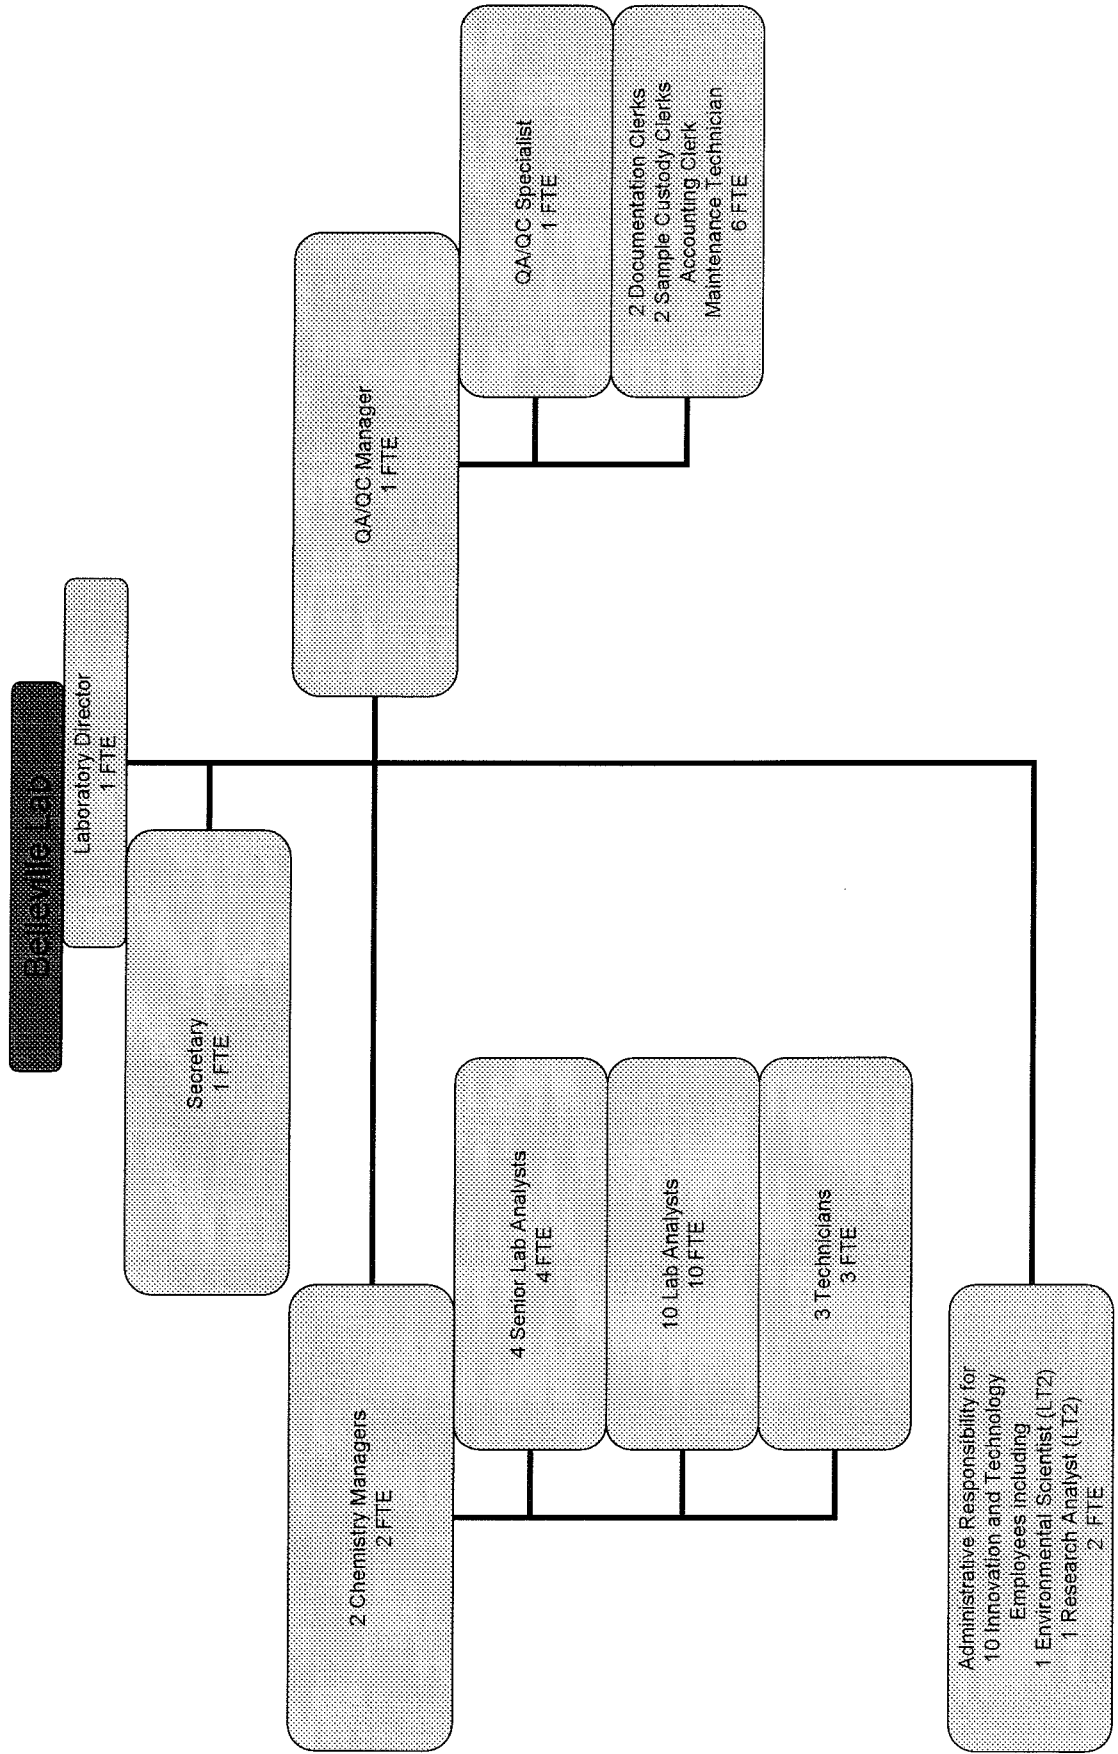 Belleville Lab
Laboratory Director
1 FTE
Secretary
1 FTE
2 Chemistry Managers
2 FTE
4 Senior Lab Analysts
4 FTE
10 Lab Analysts
10 FTE
3 Technicians
3 FTE
QA/QC Manager
1 FTE
QA/QC Specialist
1 FTE
2 Documentation Clerks
2 Sample Custody Clerks
Accounting Clerk
Maintenance Technician
6 FTE
Administrative Responsibility for
10 Innovation and Technology
Employees including
1 Environmental Scientist (LT2)
1 Research Analyst (LT2)
2 FTE